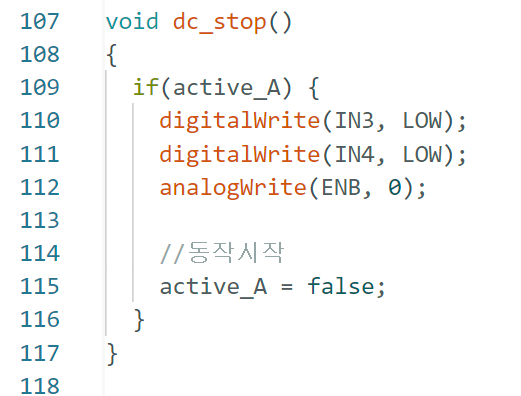 107 void dc_stop()
108 {
109   if(active_A) {
110     digitalWrite(IN3, LOW);
111     digitalWrite(IN4, LOW);
112     analogWrite(ENB, 0);
113
114     //동작시작
115     active_A = false;
116   }
117 }
118